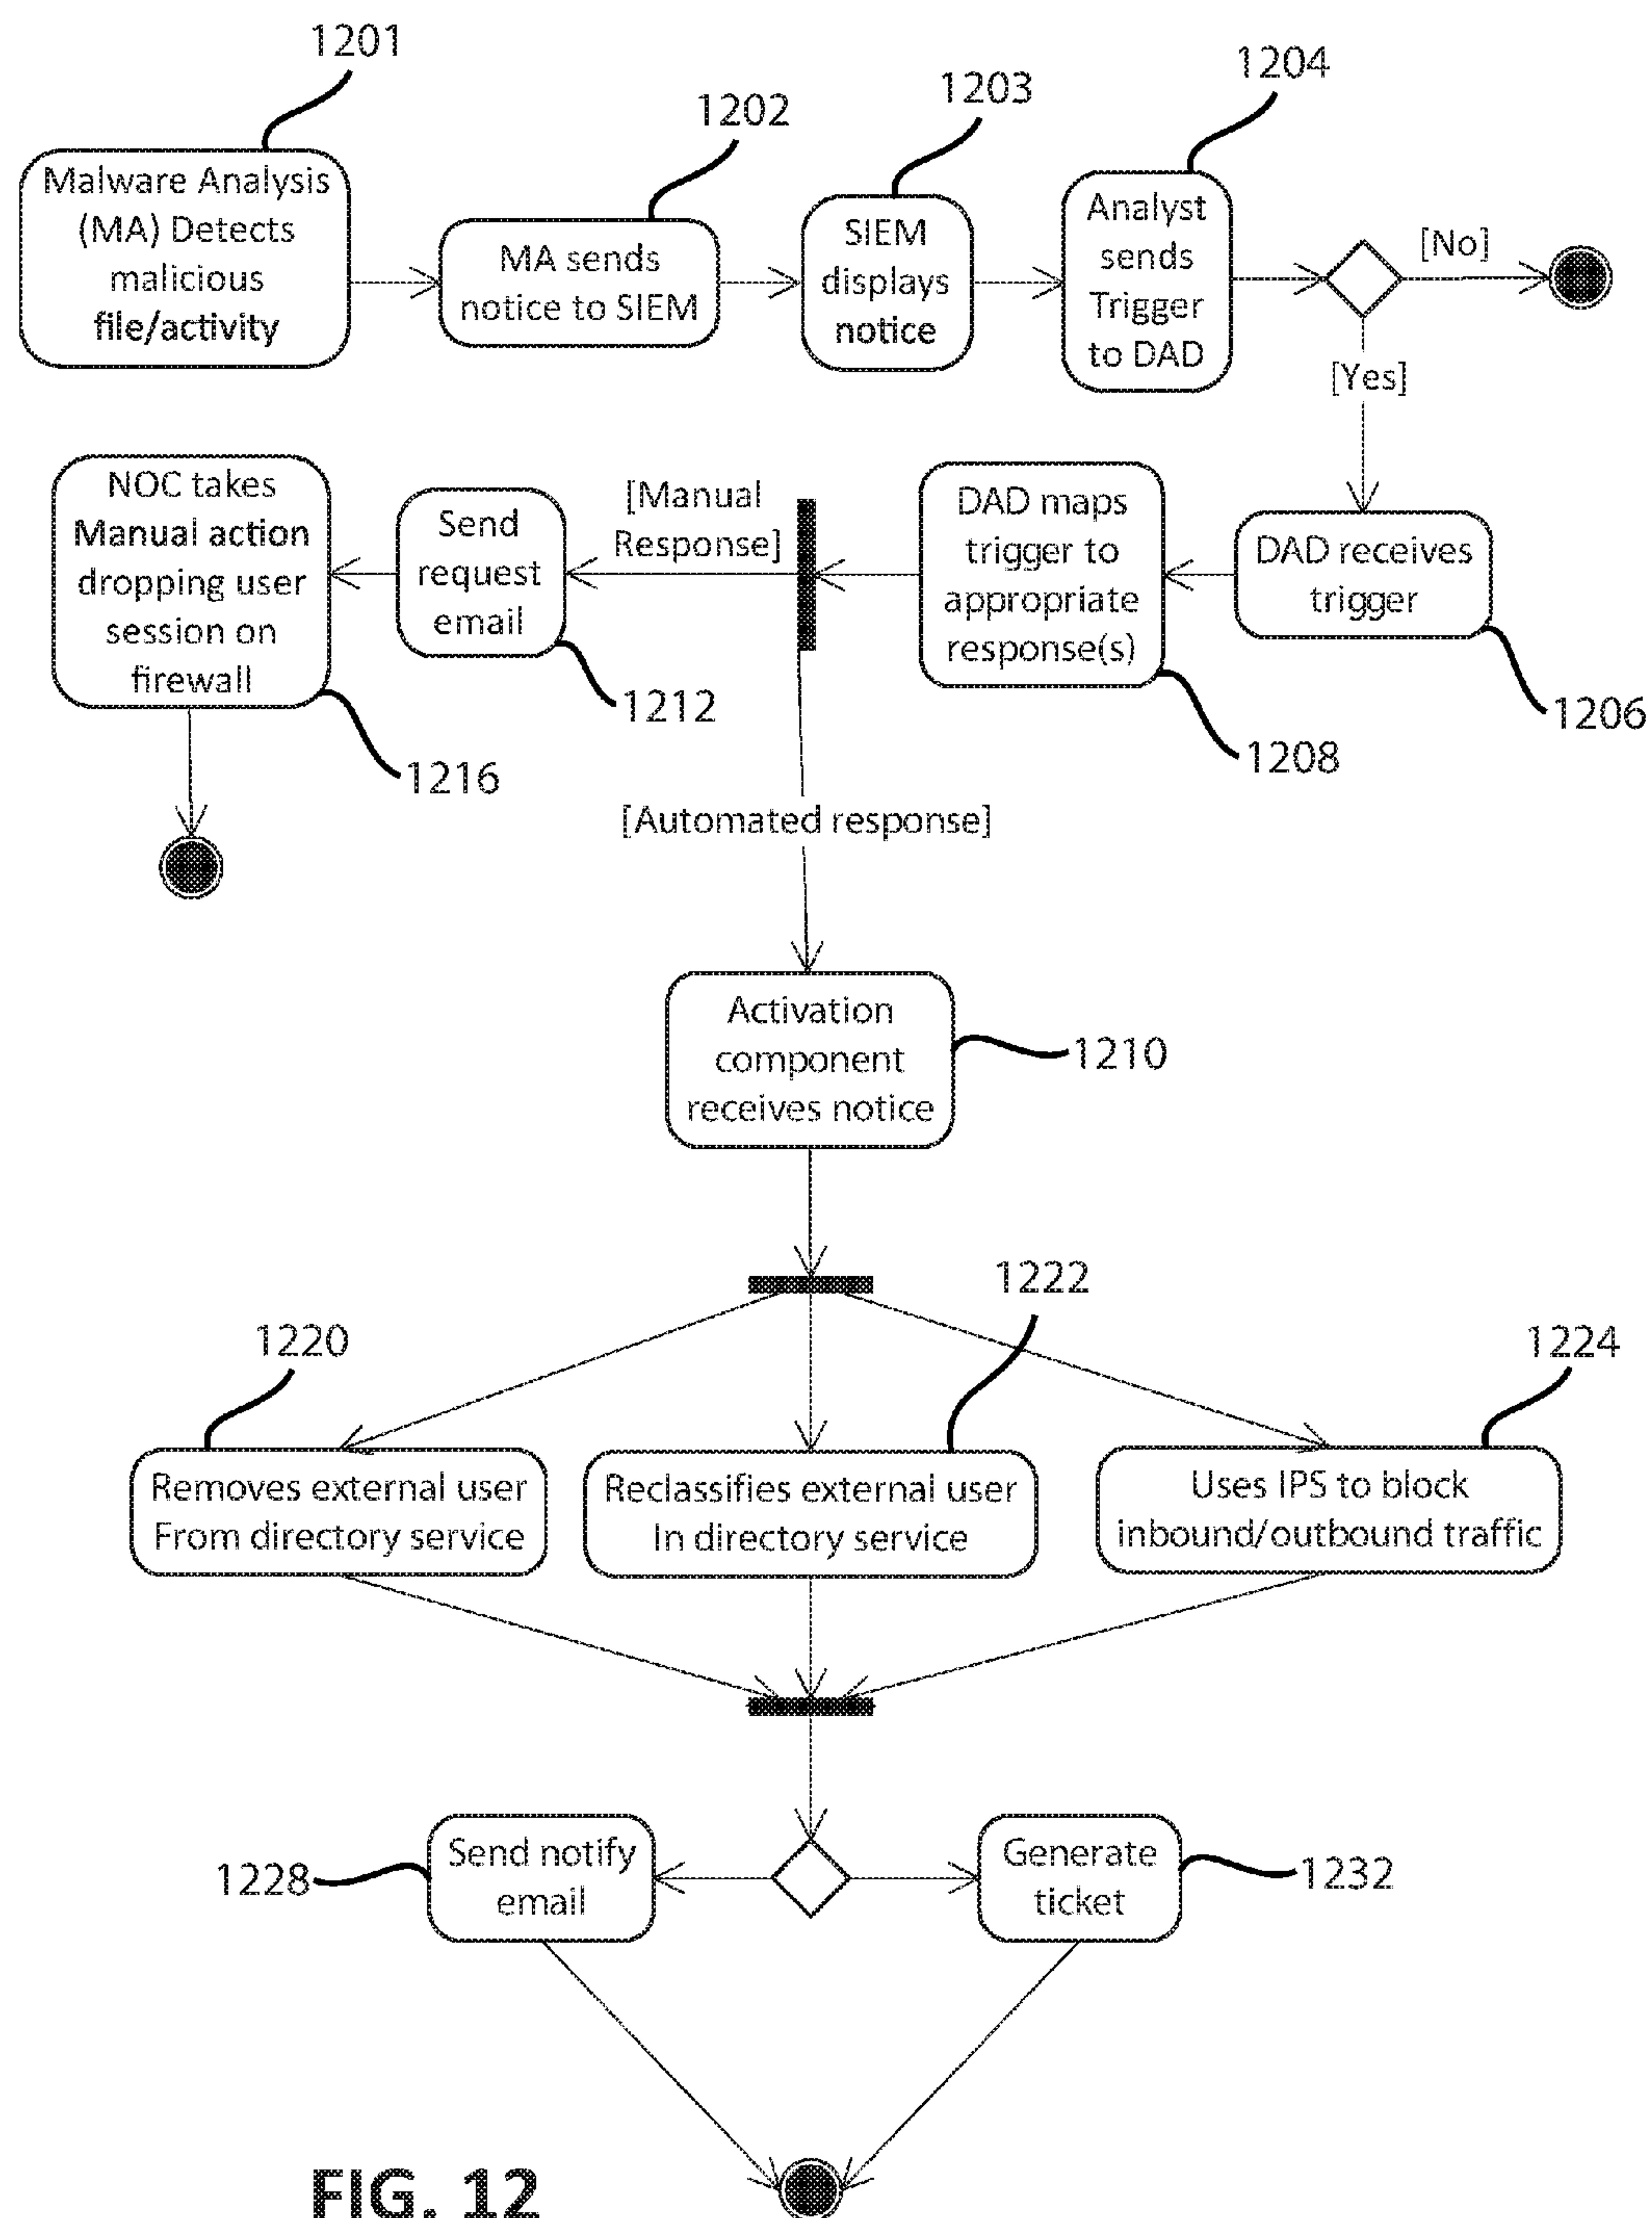 1201
1202
1203
1204
Malware Analysis
(MA) Detects
malicious
file/activity
MA sends
notice to SIEM
SIEM
displays
notice
Analyst
sends
Trigger
to DAD
[No]
[Yes]
NOC takes
Manual action
dropping user
session on
firewall
Send
request
email
[Manual
Response]
DAD maps
trigger to
appropriate
response(s)
DAD receives
trigger
1216
1212
1208
1206
[Automated response]
Activation
component
receives notice
1210
1220
1222
1224
Removes external user
From directory service
Reclassifies external user
In directory service
Uses IPS to block
inbound/outbound traffic
1228
Send notify
email
Generate
ticket
1232
FIG. 12